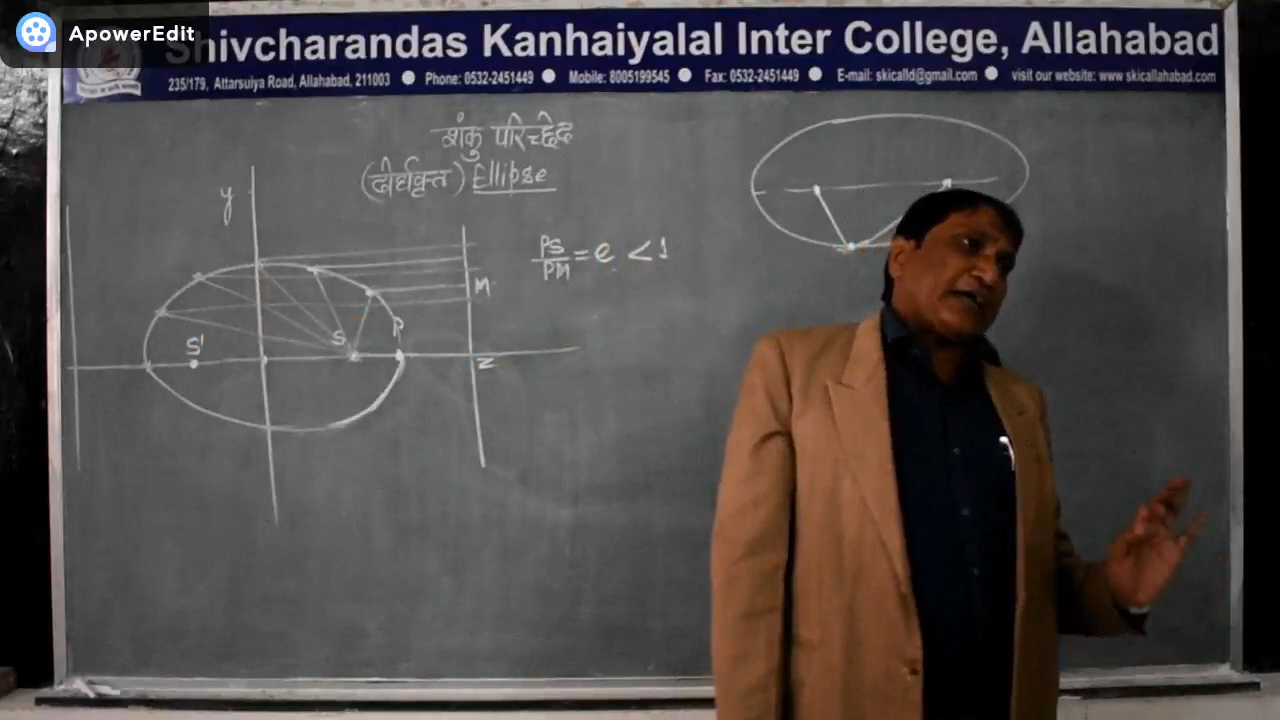 ApowerEdit
Shivcharandas Kanhaiyalal Inter College, Allahabad
235/179, Attarsuiya Road, Allahabad, 211003 ● Phone: 0532-2451449 ● Mobile: 8005199545 ● Fax: 0532-2451449 ● E-mail: skicalld@gmail.com ● visit our website: www.skicallahabad.com
शंकु परिच्छेद
(दीर्घवृत्त) Ellipse
y
PS/PM = e < 1
M
S'
S
P
Z